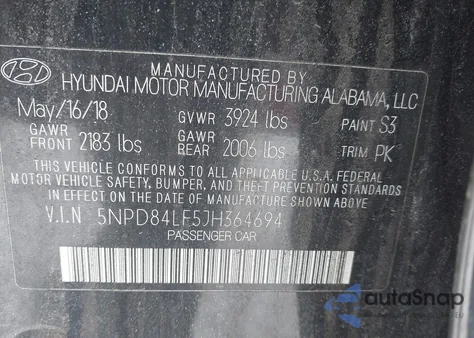 MANUFACTURED BY
HYUNDAI MOTOR MANUFACTURING ALABAMA, LLC
May/16/18 GVWR 3924 lbs PAINT S3
GAWR FRONT 2183 lbs GAWR REAR 2006 lbs TRIM PK
THIS VEHICLE CONFORMS TO ALL APPLICABLE U.S.A. FEDERAL
MOTOR VEHICLE SAFETY, BUMPER, AND THEFT PREVENTION STANDARDS
IN EFFECT ON THE DATE OF MANUFACTURE SHOWN ABOVE.
V.I.N 5NPD84LF5JH364694
PASSENGER CAR
autoSnap